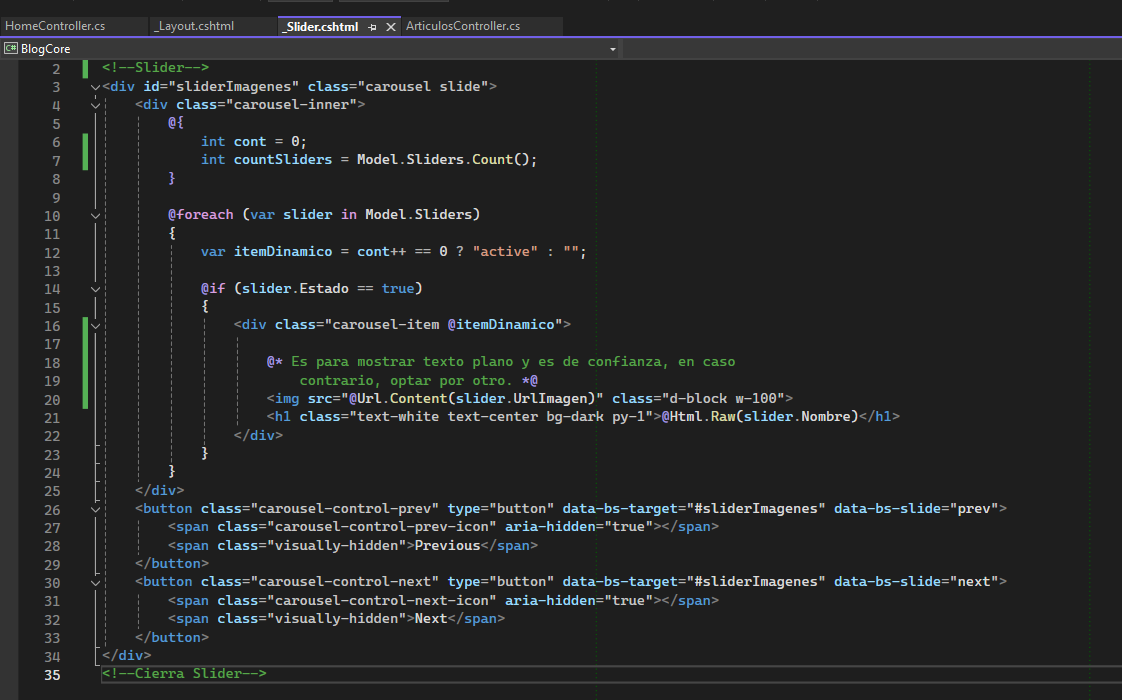 HomeController.cs _Layout.cshtml _Slider.cshtml ArticulosController.cs
C# BlogCore
2 <!--Slider-->
3 <div id="sliderImagenes" class="carousel slide">
4 <div class="carousel-inner">
5 @{
6 int cont = 0;
7 int countSliders = Model.Sliders.Count();
8 }
9
10 @foreach (var slider in Model.Sliders)
11 {
12 var itemDinamico = cont++ == 0 ? "active" : "";
13
14 @if (slider.Estado == true)
15 {
16 <div class="carousel-item @itemDinamico">
17
18 @* Es para mostrar texto plano y es de confianza, en caso
19 contrario, optar por otro. *@
20 <img src="@Url.Content(slider.UrlImagen)" class="d-block w-100">
21 <h1 class="text-white text-center bg-dark py-1">@Html.Raw(slider.Nombre)</h1>
22 </div>
23 }
24 }
25 </div>
26 <button class="carousel-control-prev" type="button" data-bs-target="#sliderImagenes" data-bs-slide="prev">
27 <span class="carousel-control-prev-icon" aria-hidden="true"></span>
28 <span class="visually-hidden">Previous</span>
29 </button>
30 <button class="carousel-control-next" type="button" data-bs-target="#sliderImagenes" data-bs-slide="next">
31 <span class="carousel-control-next-icon" aria-hidden="true"></span>
32 <span class="visually-hidden">Next</span>
33 </button>
34 </div>
35 <!--Cierra Slider-->